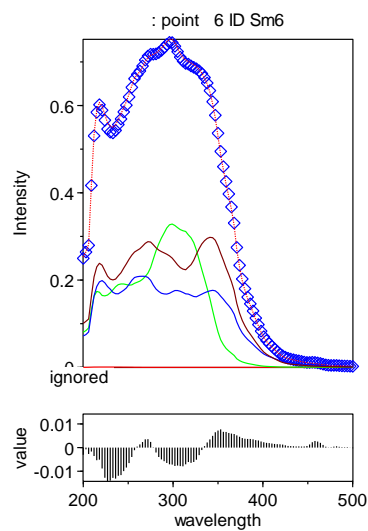 : point 6 ID Sm6
Intensity
0.6
0.4
0.2
0
ignored
value
0.01
0
-0.01
200 300 400 500
wavelength